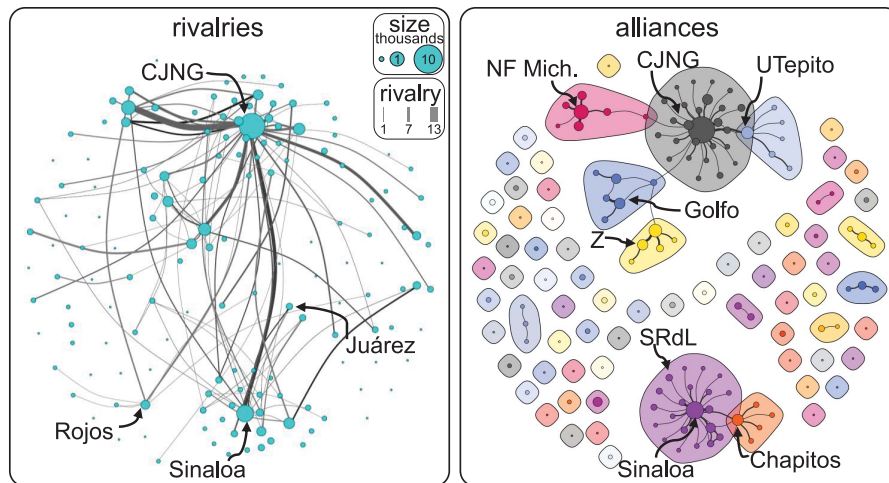 rivalries
size
thousands
1
10
rivalry
1
7
13
CJNG
Juárez
Rojos
Sinaloa
alliances
NF Mich.
CJNG
UTepito
Golfo
Z
SRdL
Sinaloa
Chapitos